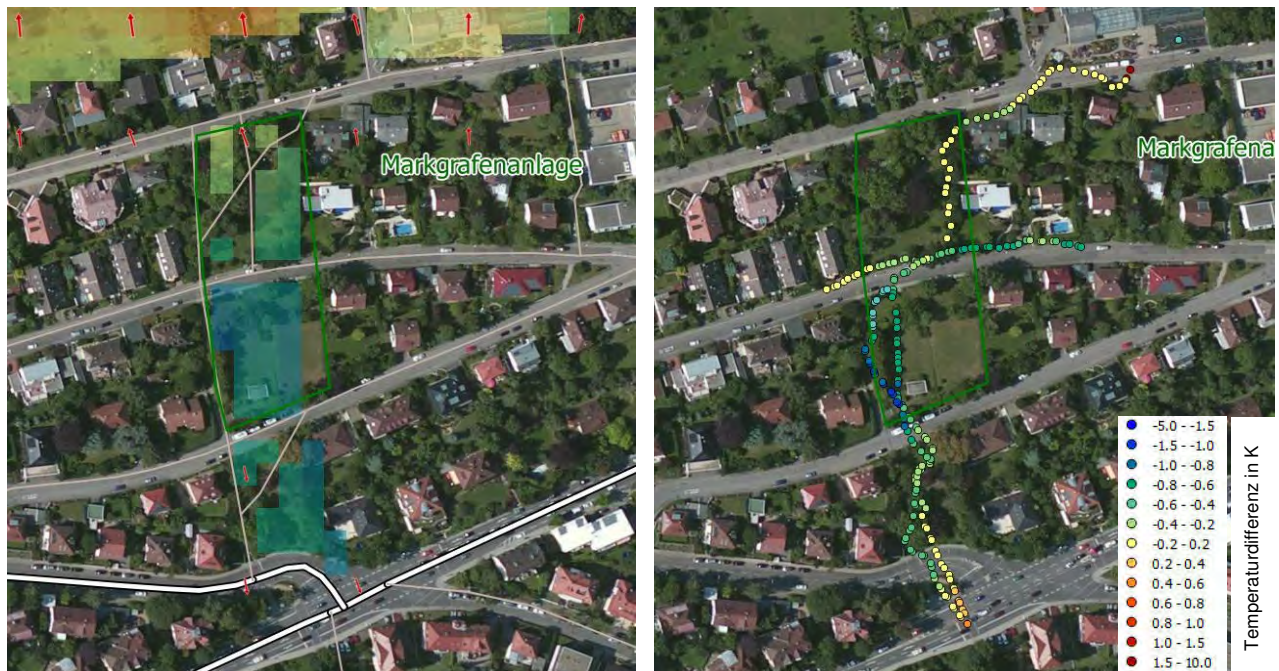 Markgrafenanlage
Markgrafena
-5.0 - -1.5
-1.5 - -1.0
-1.0 - -0.8
-0.8 - -0.6
-0.6 - -0.4
-0.4 - -0.2
-0.2 - 0.2
0.2 - 0.4
0.4 - 0.6
0.6 - 0.8
0.8 - 1.0
1.0 - 1.5
1.5 - 10.0
Temperaturdifferenz in K